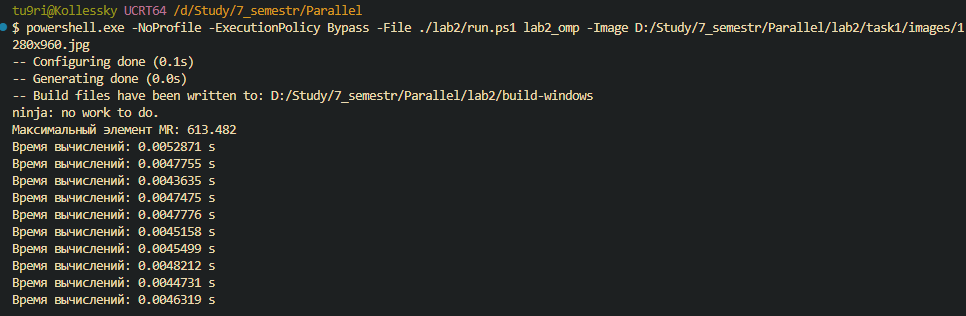 tu9ri@Kollessky UCRT64 /d/Study/7_semestr/Parallel
$ powershell.exe -NoProfile -ExecutionPolicy Bypass -File ./lab2/run.ps1 lab2_omp -Image D:/Study/7_semestr/Parallel/lab2/task1/images/1
280x960.jpg
-- Configuring done (0.1s)
-- Generating done (0.0s)
-- Build files have been written to: D:/Study/7_semestr/Parallel/lab2/build-windows
ninja: no work to do.
Максимальный элемент MR: 613.482
Время вычислений: 0.0052871 s
Время вычислений: 0.0047755 s
Время вычислений: 0.0043635 s
Время вычислений: 0.0047475 s
Время вычислений: 0.0047776 s
Время вычислений: 0.0045158 s
Время вычислений: 0.0045499 s
Время вычислений: 0.0048212 s
Время вычислений: 0.0044731 s
Время вычислений: 0.0046319 s